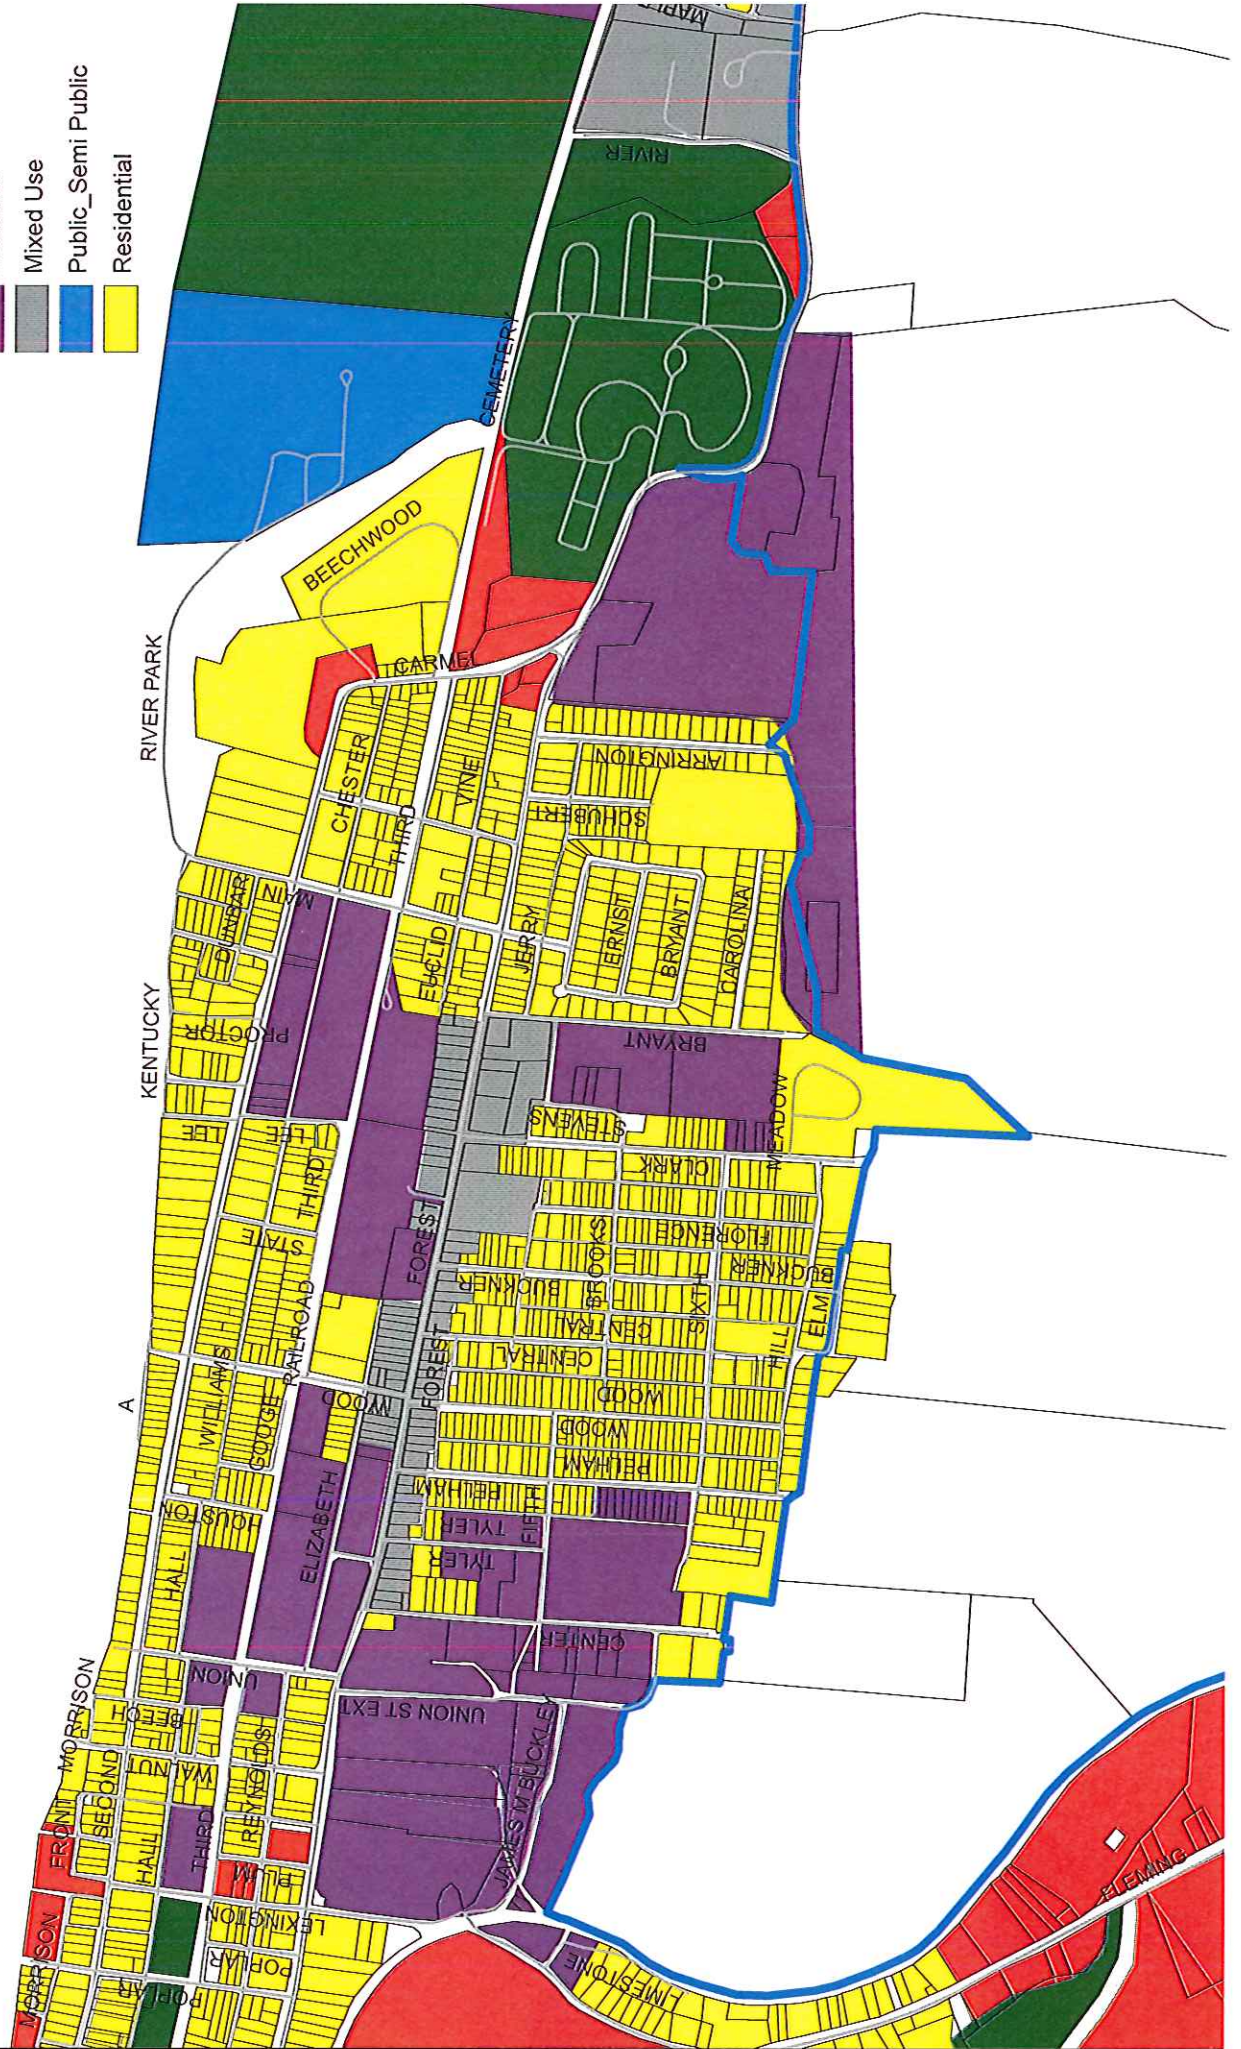 Mixed Use
Public_Semi Public
Residential
MAPLE
RIVER
CEMETERY
BEECHWOOD
RIVER PARK
CARMEL
CHESTER
THIRD
VINE
ARRINGTON
SCHUBERT
DUNBAR
MAIN
EUCLID
JERRY
ERNST
BRYANT
CAROLINA
KENTUCKY
PROCTOR
BRYANT
STEVENS
MEADOW
LEE
LEE
THIRD
CLARK
STATE
FOREST
BROOKS
FLORENCE
BUCKNER
BUCKNER
RAILROAD
FOREST
CENTRAL
CENTRAL
SIXTH
HILL
ELM
A
WILLIAMS
GOOGE
WOOD
WOOD
WOOD
PELHAM
PELHAM
HOUSTON
HALL
ELIZABETH
TYLER
TYLER
FIFTH
CENTER
UNION
UNION ST EXT
MORRISON
BEECH
WALNUT
SECOND
REYNOLDS
JAMES M BUCKLEY
FRONT
HALL
THIRD
PLUM
LEXINGTON
MORRISON
POPLAR
POPLAR
LIMESTONE
FLEMING